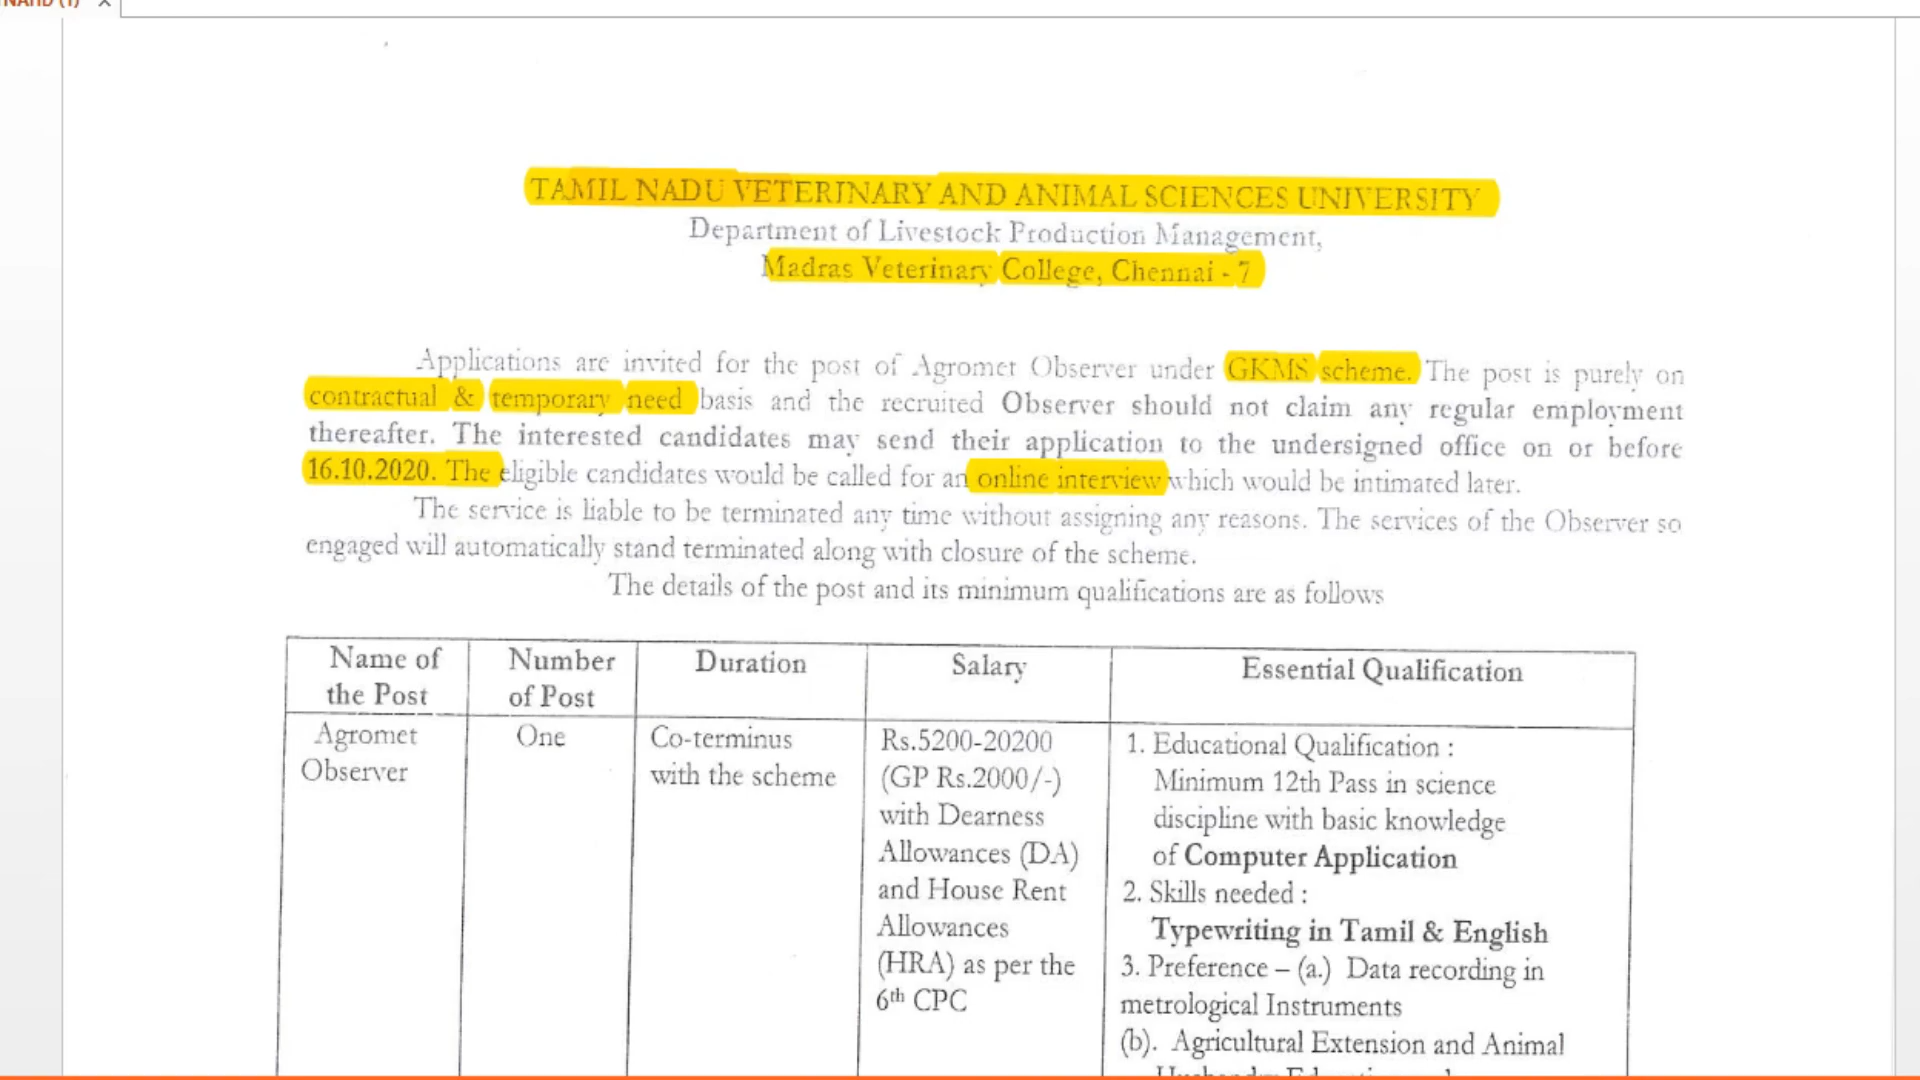 TAMIL NADU VETERINARY AND ANIMAL SCIENCES UNIVERSITY
Department of Livestock Production Management,
Madras Veterinary College, Chennai - 7
Applications are invited for the post of Agromet Observer under GKMS scheme. The post is purely on
contractual & temporary need basis and the recruited Observer should not claim any regular employment
thereafter. The interested candidates may send their application to the undersigned office on or before
16.10.2020. The eligible candidates would be called for an online interview which would be intimated later.
The service is liable to be terminated any time without assigning any reasons. The services of the Observer so
engaged will automatically stand terminated along with closure of the scheme.
The details of the post and its minimum qualifications are as follows
Name of
the Post
Number
of Post
Duration
Salary
Essential Qualification
Agromet
Observer
One
Co-terminus
with the scheme
Rs.5200-20200
(GP Rs.2000/-)
with Dearness
Allowances (DA)
and House Rent
Allowances
(HRA) as per the
6th CPC
1. Educational Qualification :
Minimum 12th Pass in science
discipline with basic knowledge
of Computer Application
2. Skills needed :
Typewriting in Tamil & English
3. Preference – (a.) Data recording in
metrological Instruments
(b). Agricultural Extension and Animal